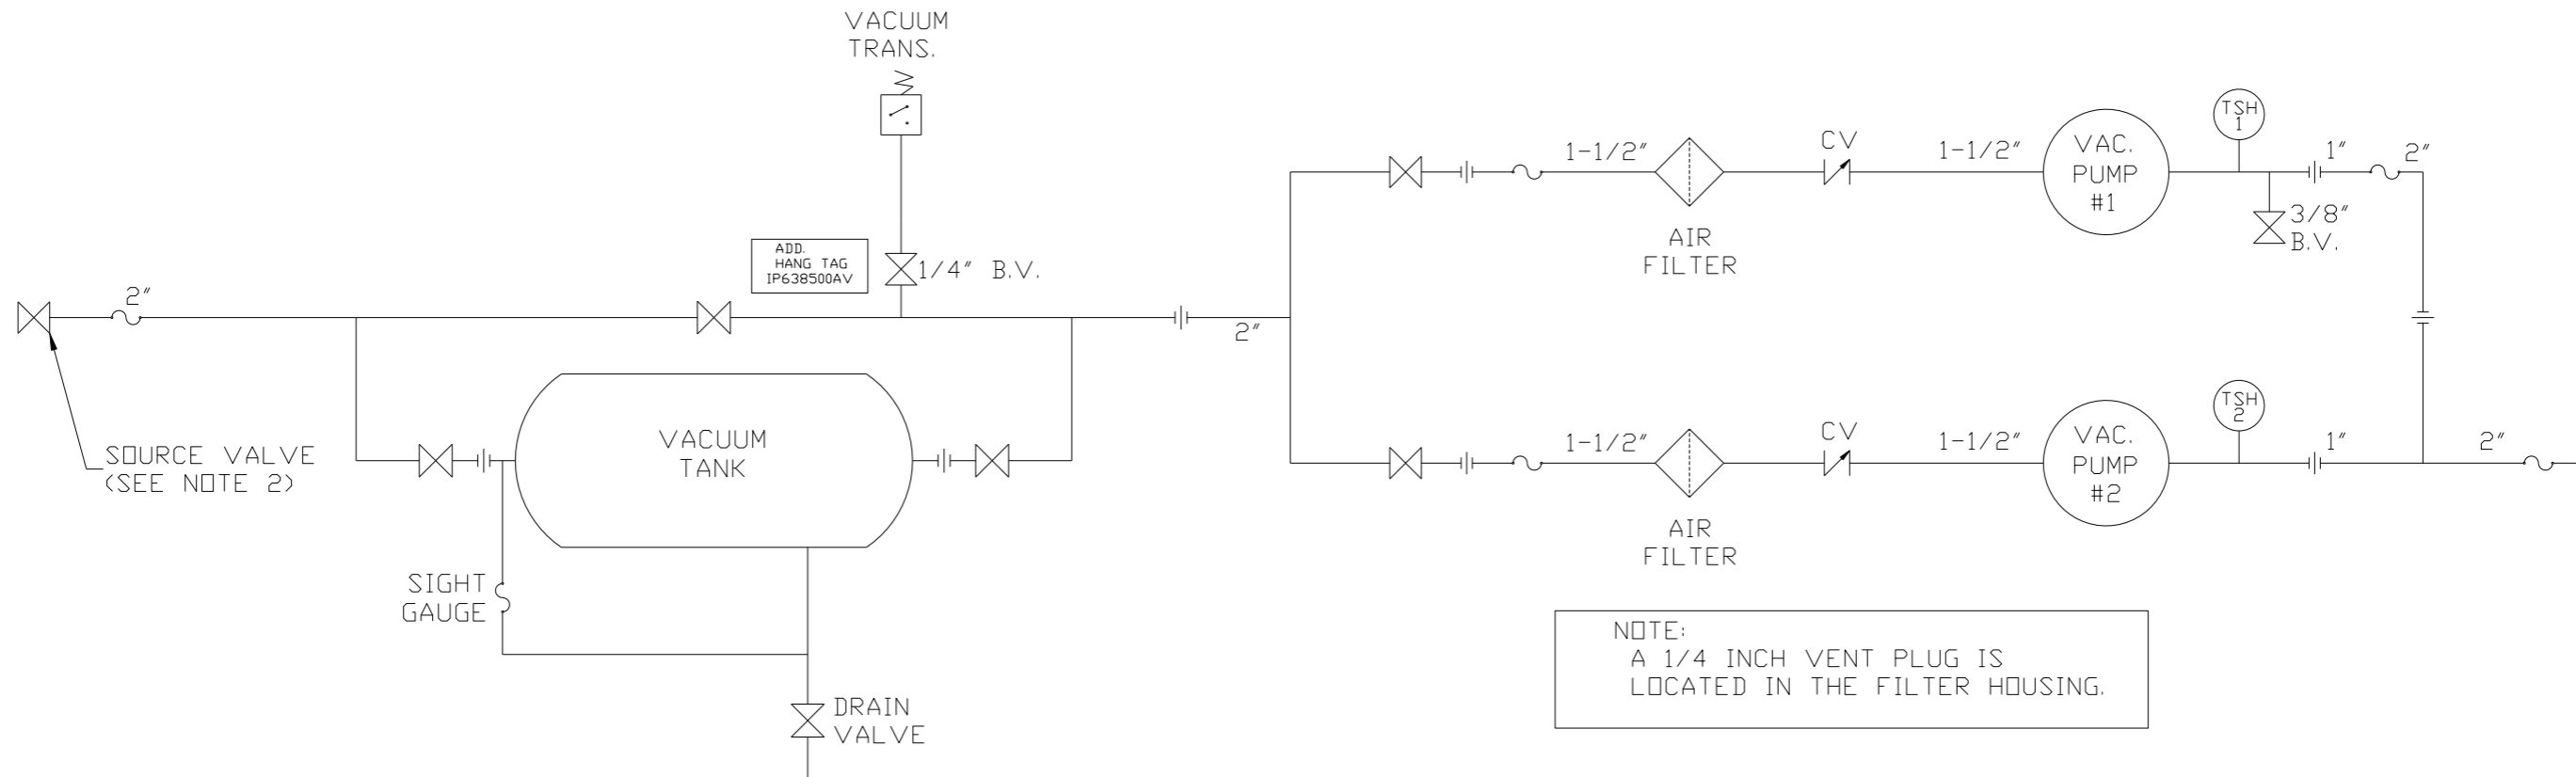 VACUUM
TRANS.
ADD.
HANG TAG
IP638500AV
1/4" B.V.
2"
SOURCE VALVE
(SEE NOTE 2)
VACUUM
TANK
SIGHT
GAUGE
DRAIN
VALVE
2"
1-1/2"
AIR
FILTER
CV
1-1/2"
VAC.
PUMP
#1
TSH
1
1"
2"
3/8"
B.V.
1-1/2"
AIR
FILTER
CV
1-1/2"
VAC.
PUMP
#2
TSH
2
1"
2"
NOTE:
A 1/4 INCH VENT PLUG IS
LOCATED IN THE FILTER HOUSING.